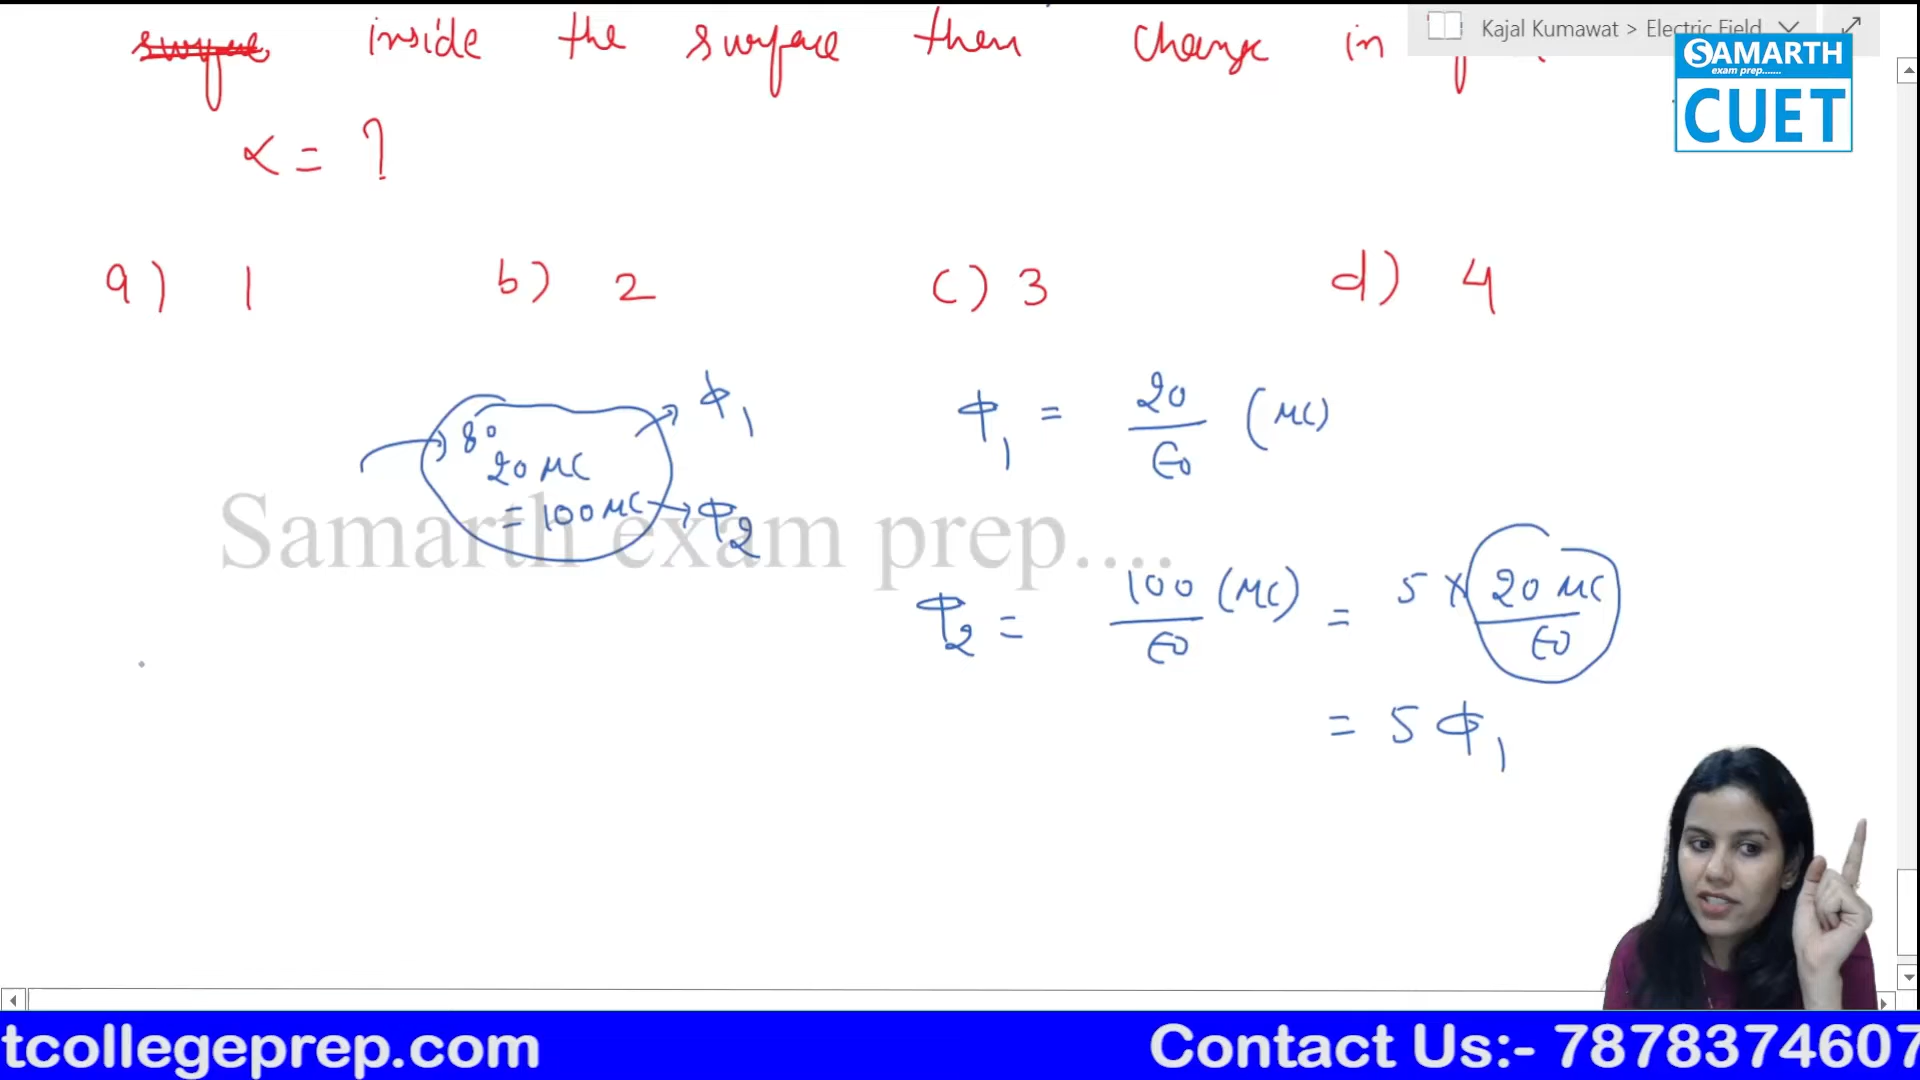 Kajal Kumawat > Electric Field
inside the surface then change in
SAMARTH
exam prep.......
CUET
α = ?
a) 1 b) 2 c) 3 d) 4
80 ϕ1
20 μC
= 100 μC ϕ2
ϕ1 = 20/ε0 (μC)
Samarth exam prep....
ϕ2 = 100/ε0 (μC) = 5 × 20 μC/ε0
= 5 ϕ1
tcollegeprep.com Contact Us:- 7878374607